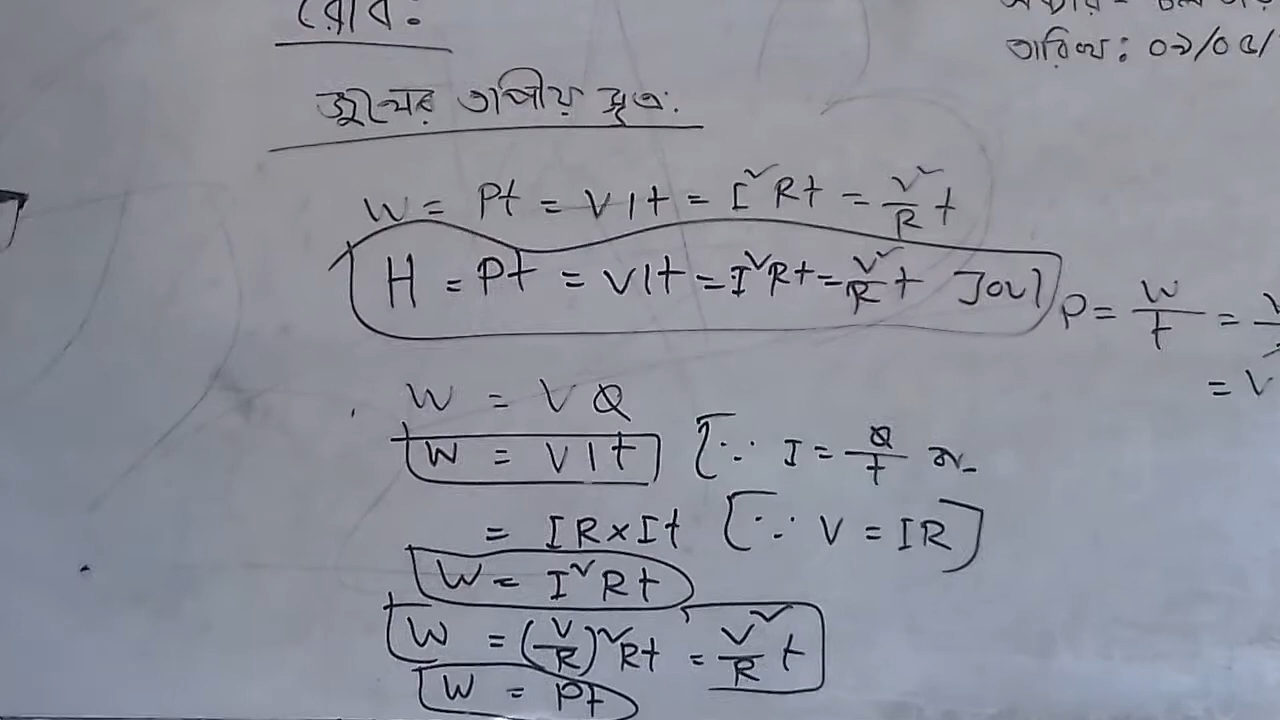 রোব:
তারিখ: ০৯/০৫/
জুলের তাপীয় সূত্র:
W = Pt = VIt = I²Rt = V²/R t
H = Pt = VIt = I²Rt = V²/R t Joul
P = W/t =
= V
W = VQ
W = VIt [∵ I = Q/t
= IR×It [∵ V = IR]
W = I²Rt
W = (V/R)²Rt = V²/R t
W = Pt